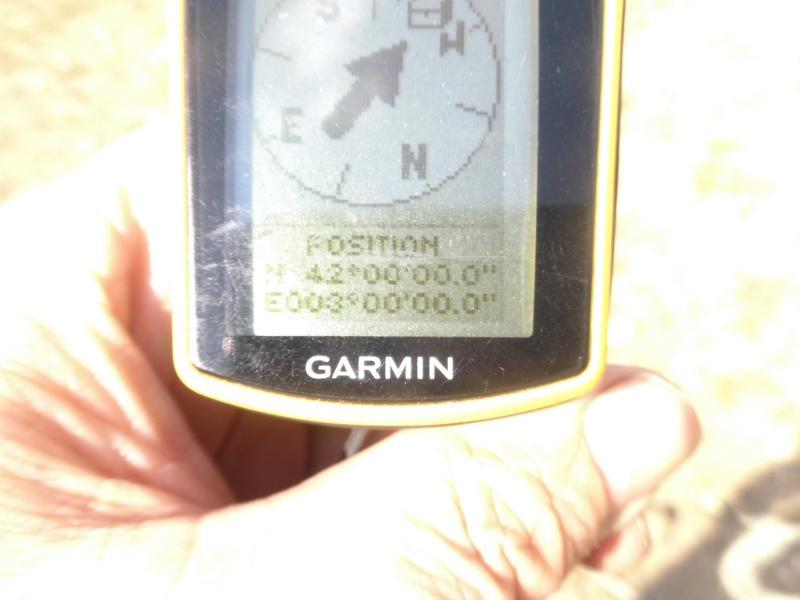 S
W
E
N
POSITION
N 42°00'00.0"
E003°00'00.0"
GARMIN